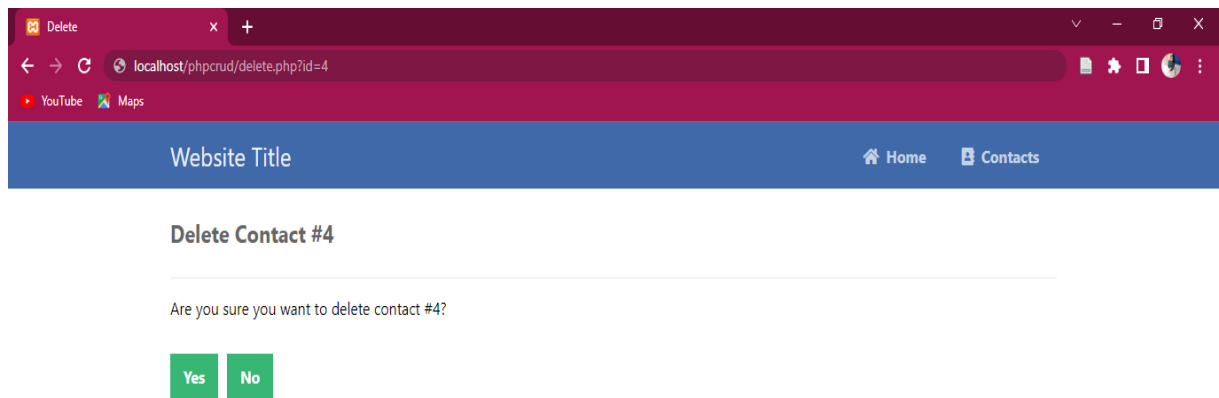 Delete
localhost/phpcrud/delete.php?id=4
YouTube Maps
Website Title Home Contacts
Delete Contact #4
Are you sure you want to delete contact #4?
Yes No